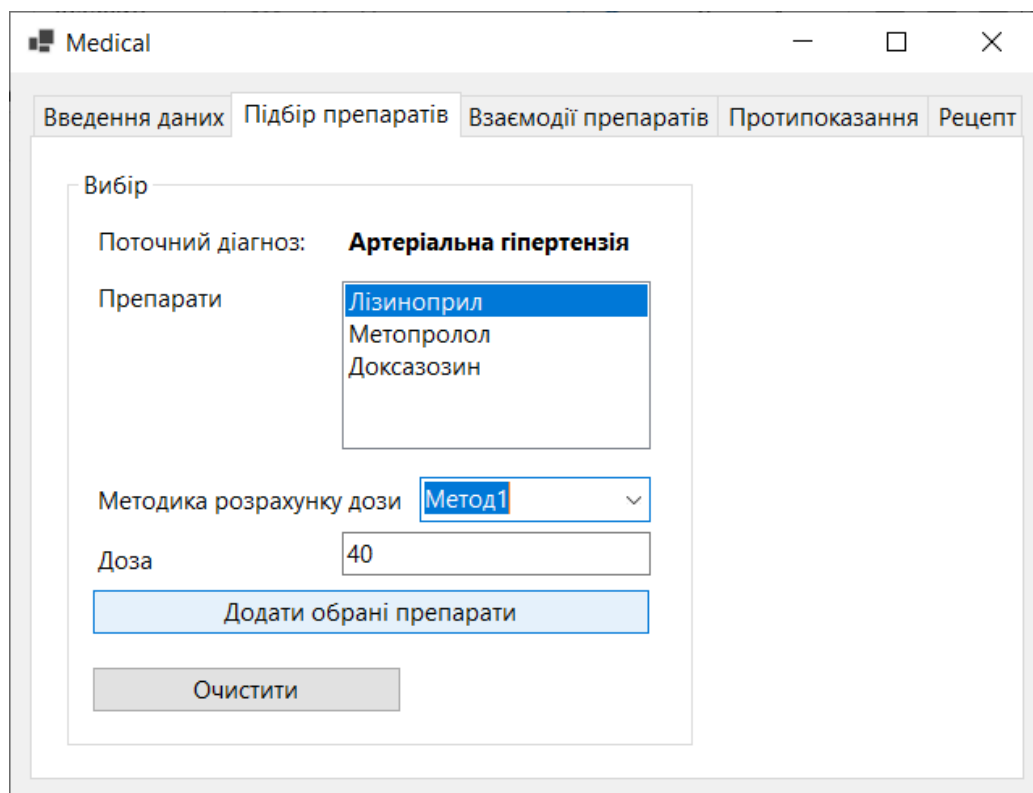 Medical
Введення даних Підбір препаратів Взаємодії препаратів Протипоказання Рецепт
Вибір
Поточний діагноз: Артеріальна гіпертензія
Препарати
Лізиноприл
Метопролол
Доксазозин
Методика розрахунку дози Метод1
Доза 40
Додати обрані препарати
Очистити